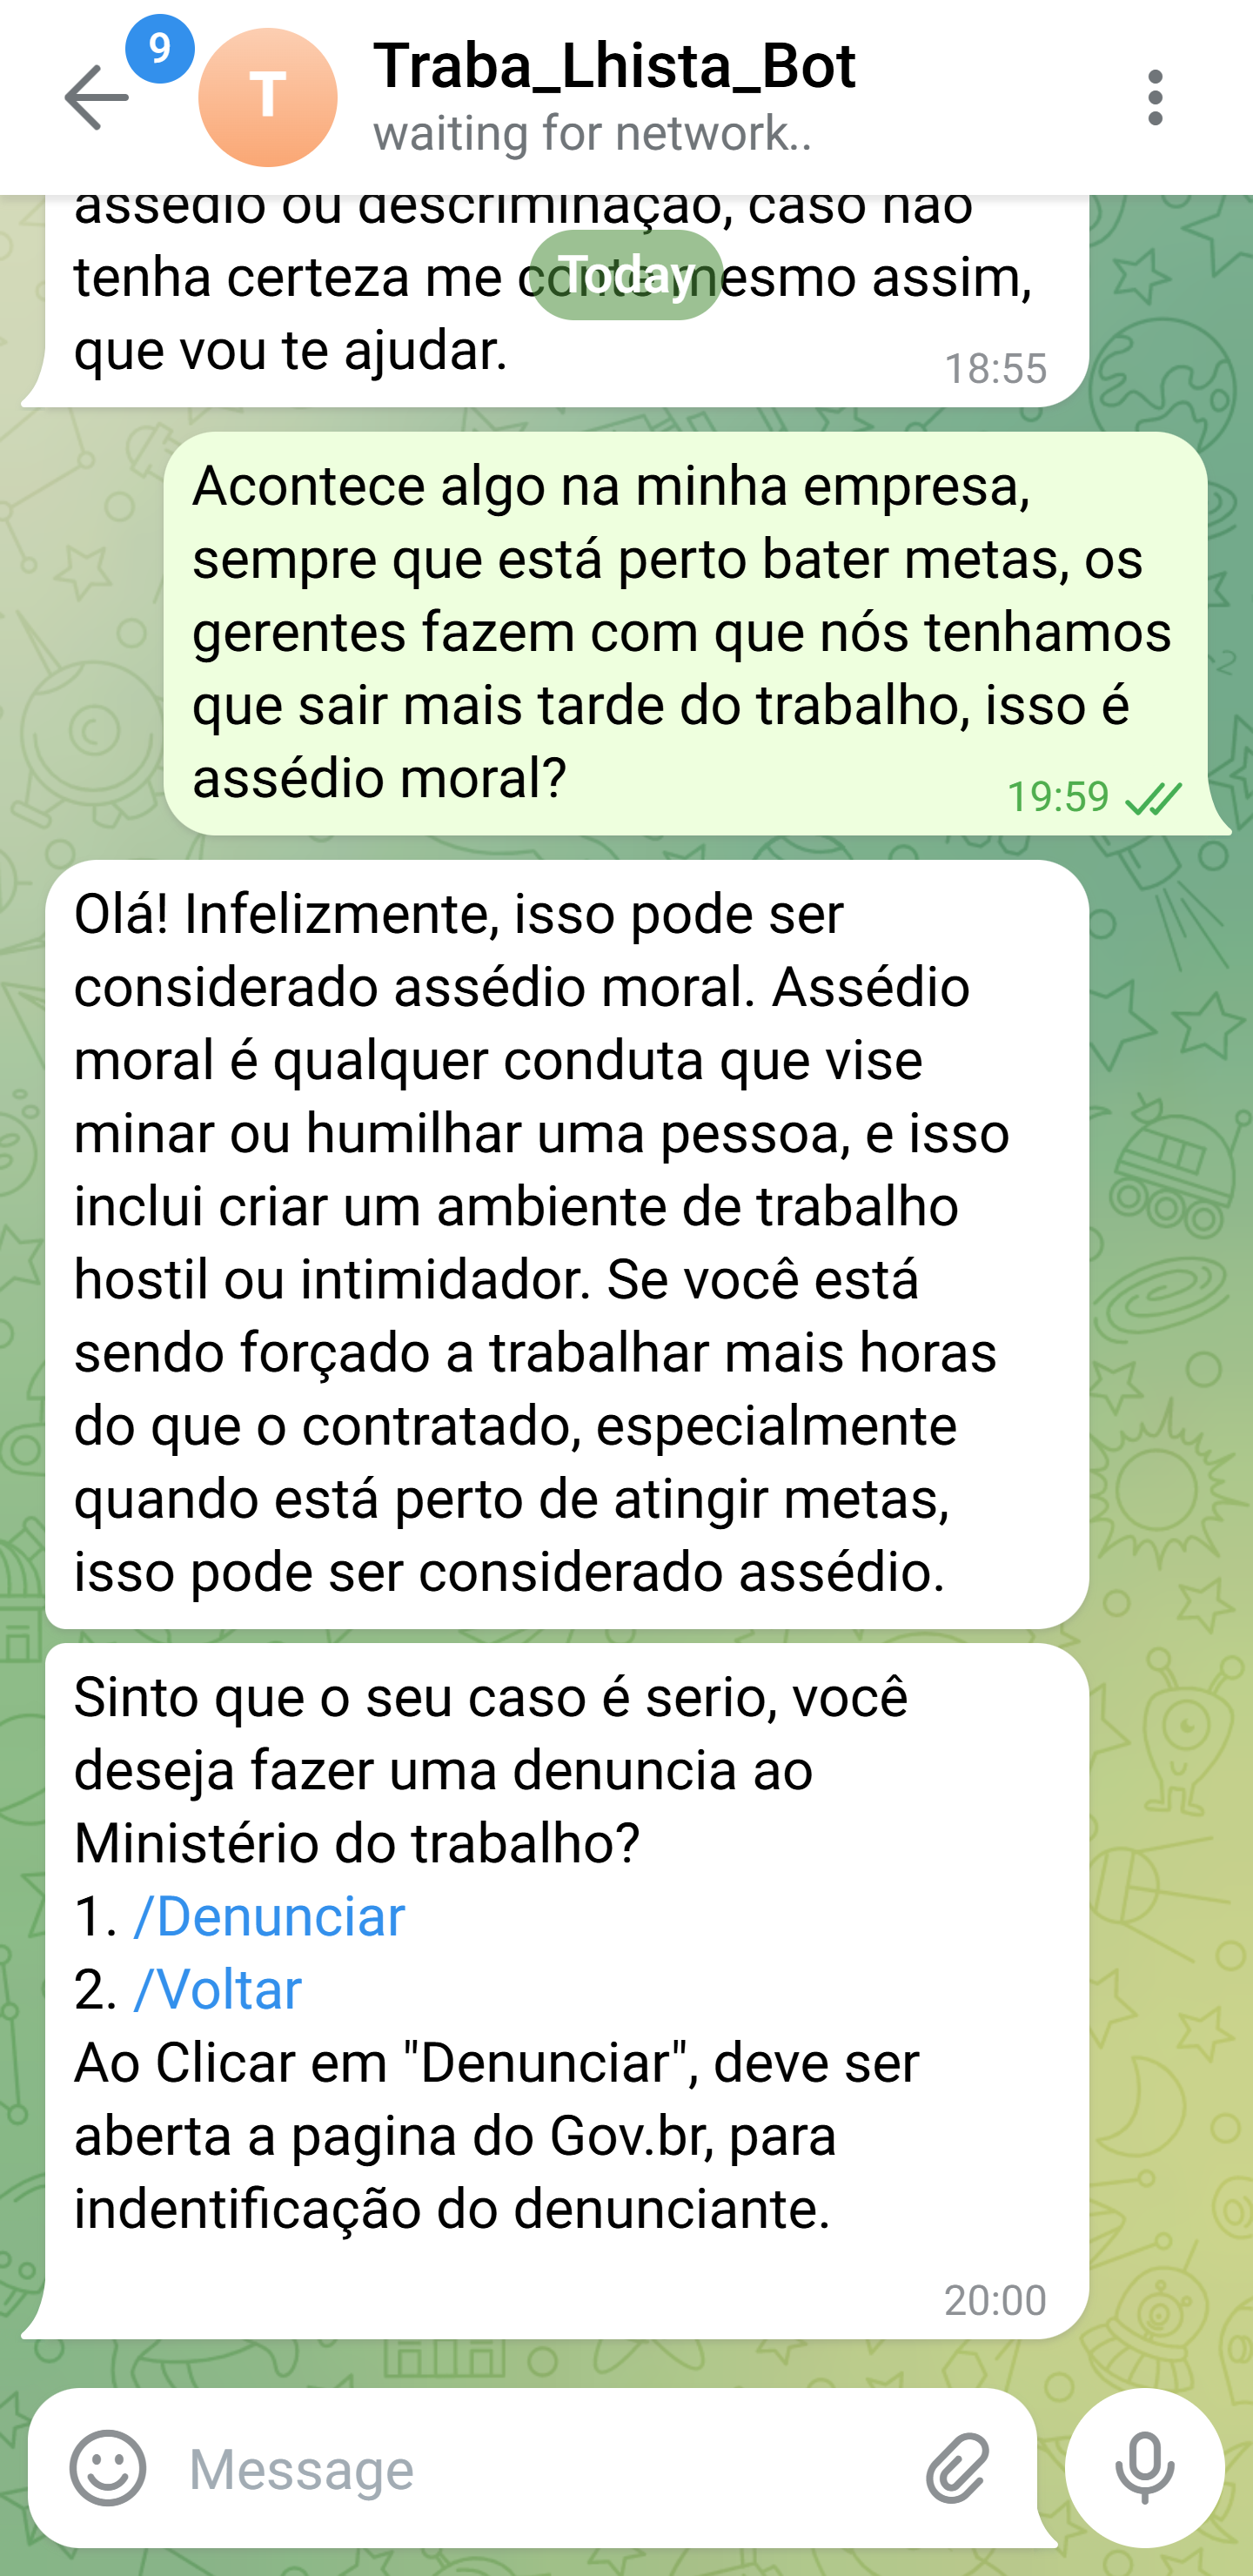 9
T
Traba_Lhista_Bot
waiting for network..
assédio ou descriminação, caso não
Today
tenha certeza me conte mesmo assim,
que vou te ajudar.
18:55
Acontece algo na minha empresa,
sempre que está perto bater metas, os
gerentes fazem com que nós tenhamos
que sair mais tarde do trabalho, isso é
assédio moral?
19:59
Olá! Infelizmente, isso pode ser
considerado assédio moral. Assédio
moral é qualquer conduta que vise
minar ou humilhar uma pessoa, e isso
inclui criar um ambiente de trabalho
hostil ou intimidador. Se você está
sendo forçado a trabalhar mais horas
do que o contratado, especialmente
quando está perto de atingir metas,
isso pode ser considerado assédio.
Sinto que o seu caso é serio, você
deseja fazer uma denuncia ao
Ministério do trabalho?
1. /Denunciar
2. /Voltar
Ao Clicar em "Denunciar", deve ser
aberta a pagina do Gov.br, para
indentificação do denunciante.
20:00
Message